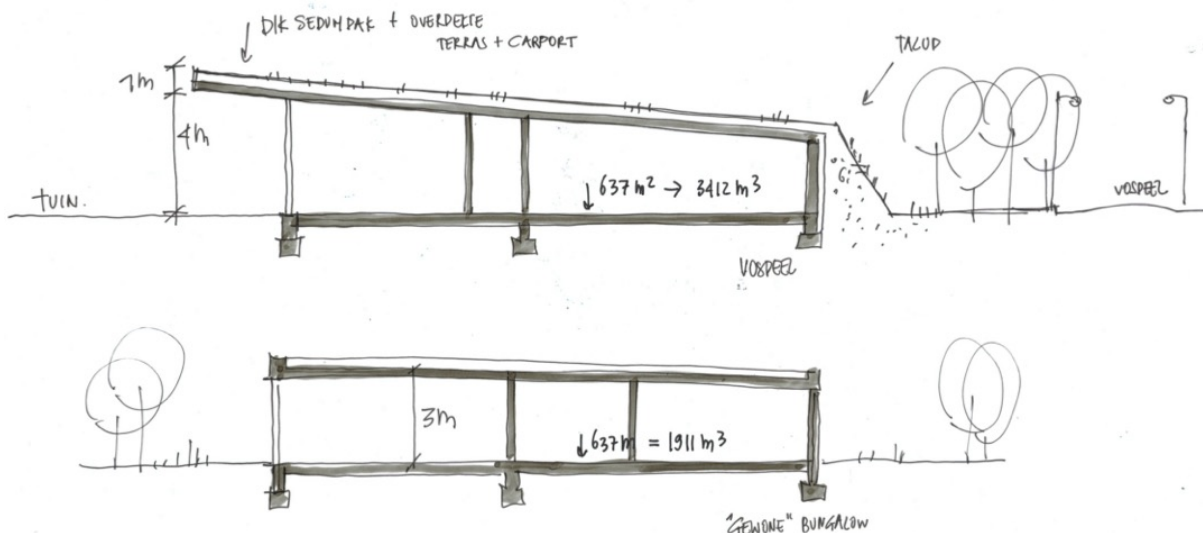 DIK SEDUMDAK + OVERDEKTE
TERRAS + CARPORT
TALUD
1m
4m
637 m² → 3412 m³
TUIN.
VOSPEEL
VOSPEEL
3m
637 m = 1911 m³
"GEWONE" BUNGALOW